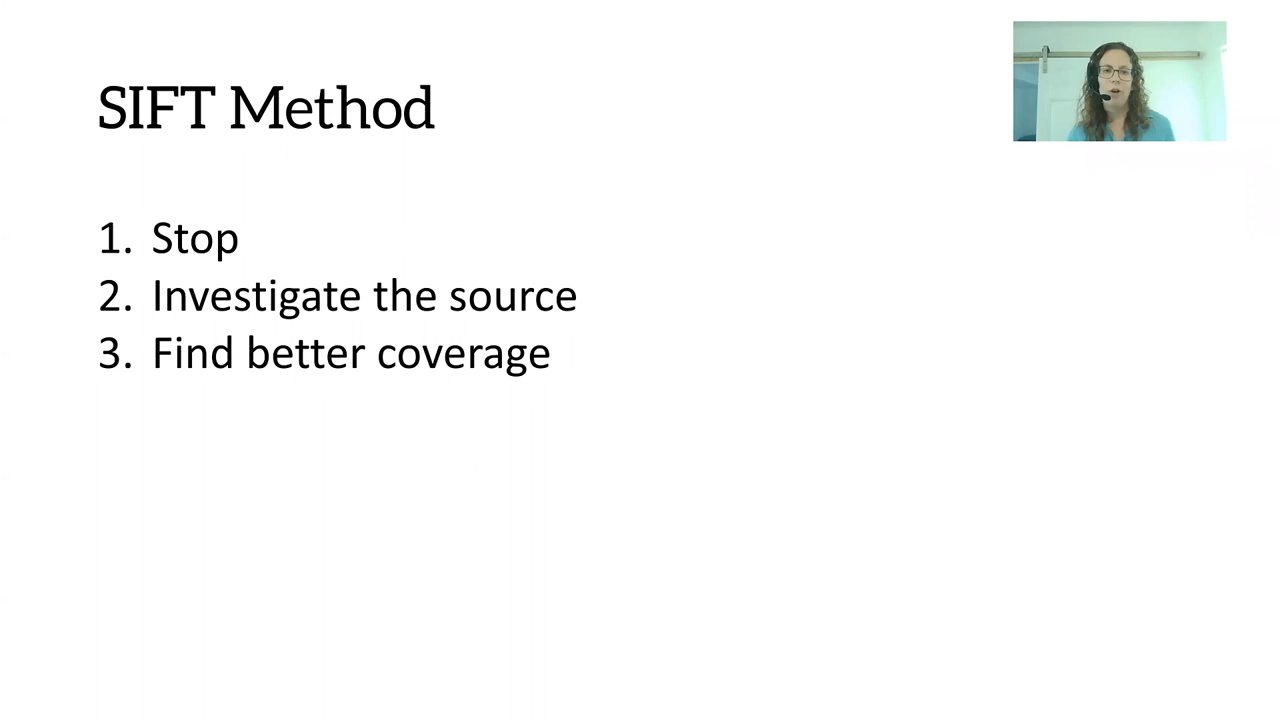 SIFT Method
1. Stop
2. Investigate the source
3. Find better coverage